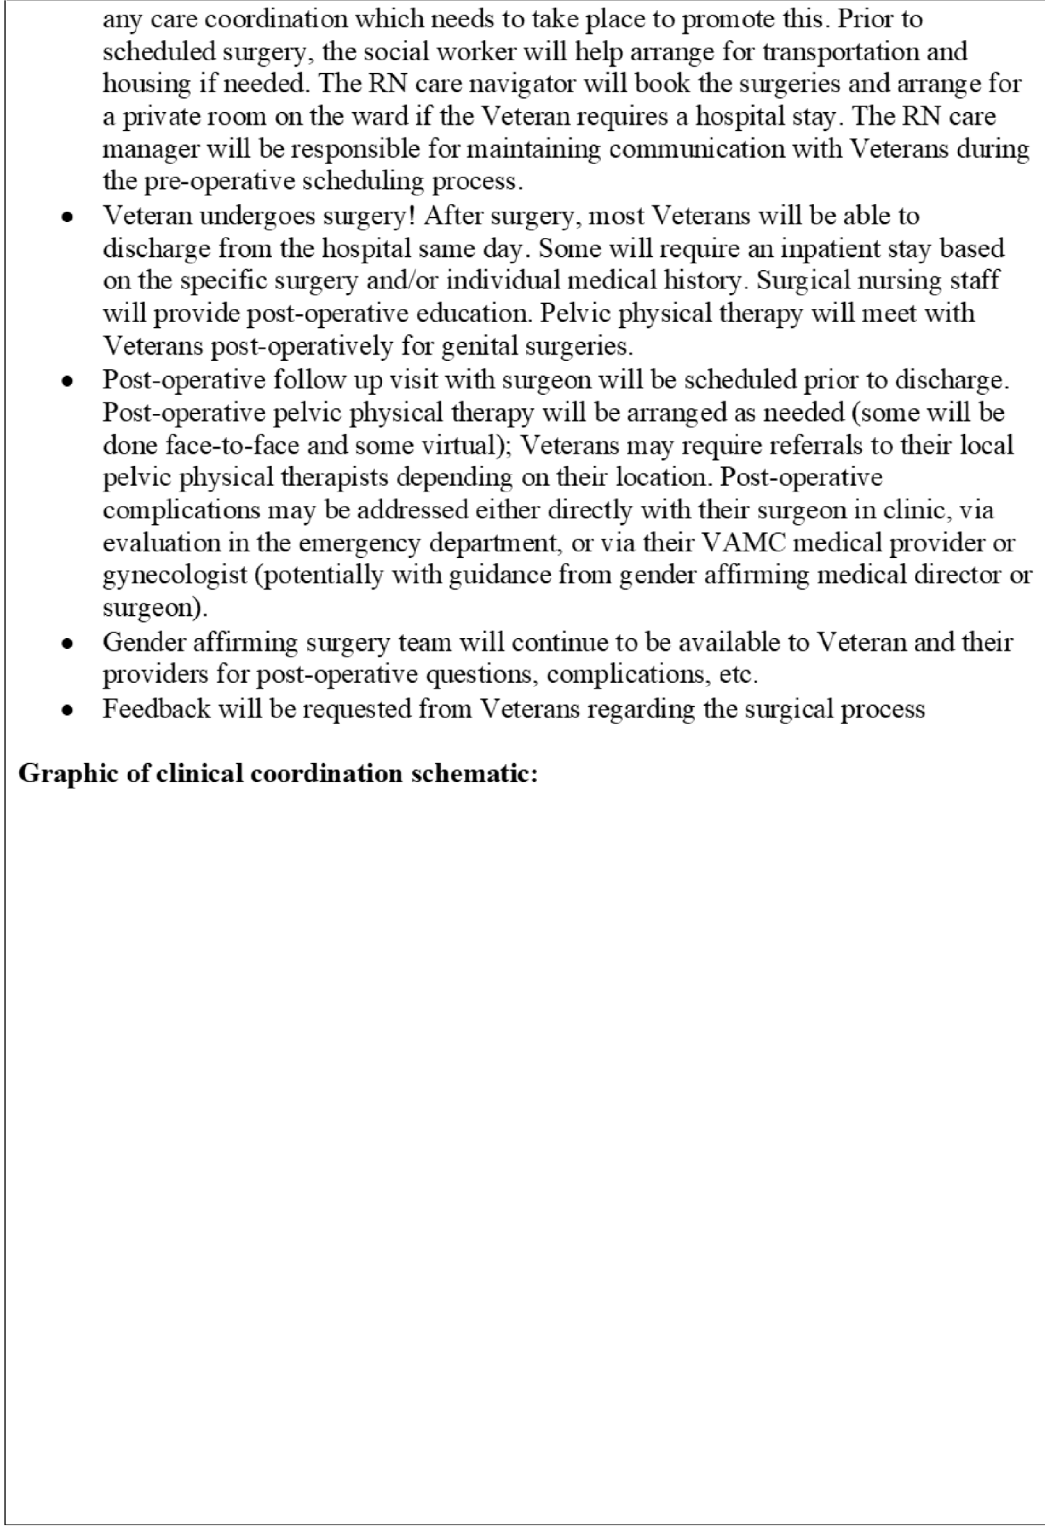 any care coordination which needs to take place to promote this. Prior to
scheduled surgery, the social worker will help arrange for transportation and
housing if needed. The RN care navigator will book the surgeries and arrange for
a private room on the ward if the Veteran requires a hospital stay. The RN care
manager will be responsible for maintaining communication with Veterans during
the pre-operative scheduling process.
• Veteran undergoes surgery! After surgery, most Veterans will be able to
discharge from the hospital same day. Some will require an inpatient stay based
on the specific surgery and/or individual medical history. Surgical nursing staff
will provide post-operative education. Pelvic physical therapy will meet with
Veterans post-operatively for genital surgeries.
• Post-operative follow up visit with surgeon will be scheduled prior to discharge.
Post-operative pelvic physical therapy will be arranged as needed (some will be
done face-to-face and some virtual); Veterans may require referrals to their local
pelvic physical therapists depending on their location. Post-operative
complications may be addressed either directly with their surgeon in clinic, via
evaluation in the emergency department, or via their VAMC medical provider or
gynecologist (potentially with guidance from gender affirming medical director or
surgeon).
• Gender affirming surgery team will continue to be available to Veteran and their
providers for post-operative questions, complications, etc.
• Feedback will be requested from Veterans regarding the surgical process
Graphic of clinical coordination schematic: